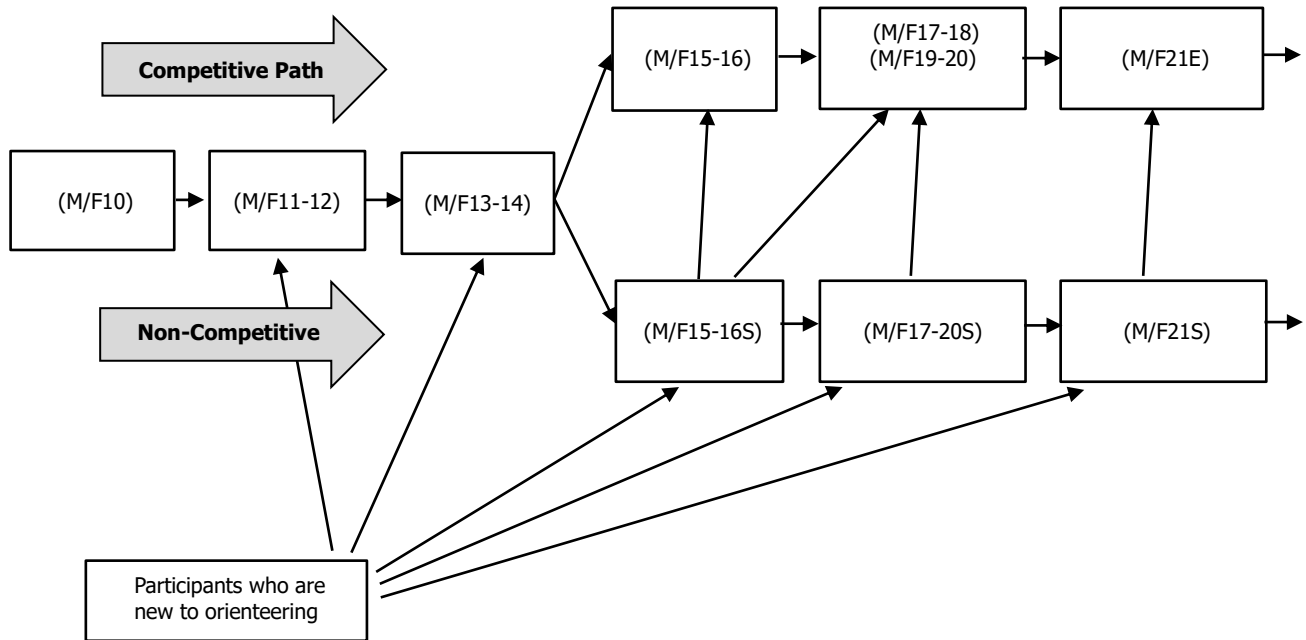 Competitive Path
(M/F15-16)
(M/F17-18)
(M/F19-20)
(M/F21E)
(M/F10)
(M/F11-12)
(M/F13-14)
Non-Competitive
(M/F15-16S)
(M/F17-20S)
(M/F21S)
Participants who are
new to orienteering